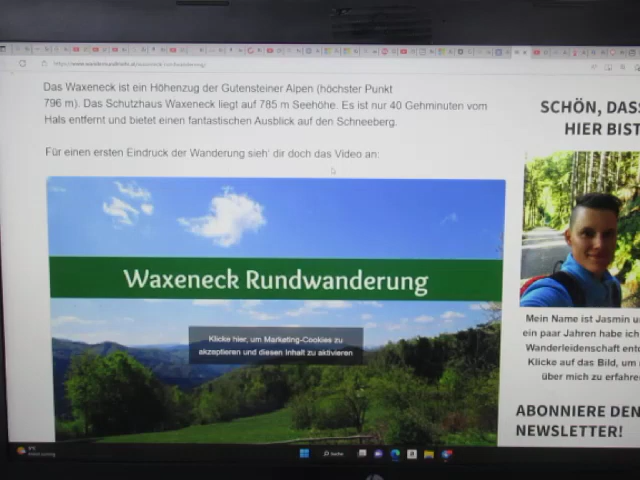 Das Waxeneck ist ein Höhenzug der Gutensteiner Alpen (höchster Punkt
796 m). Das Schutzhaus Waxeneck liegt auf 785 m Seehöhe. Es ist nur 40 Gehminuten vom
Hals entfernt und bietet einen fantastischen Ausblick auf den Schneeberg.
Für einen ersten Eindruck der Wanderung sieh' dir doch das Video an:
Waxeneck Rundwanderung
Klicke hier, um Marketing-Cookies zu
akzeptieren und diesen Inhalt zu aktivieren
SCHÖN, DAS
HIER BIST
Mein Name ist Jasmin u
ein paar Jahren habe ich
Wanderleidenschaft ent
Klicke auf das Bild, um
über mich zu erfahre
ABONNIERE DEN
NEWSLETTER!
Suche